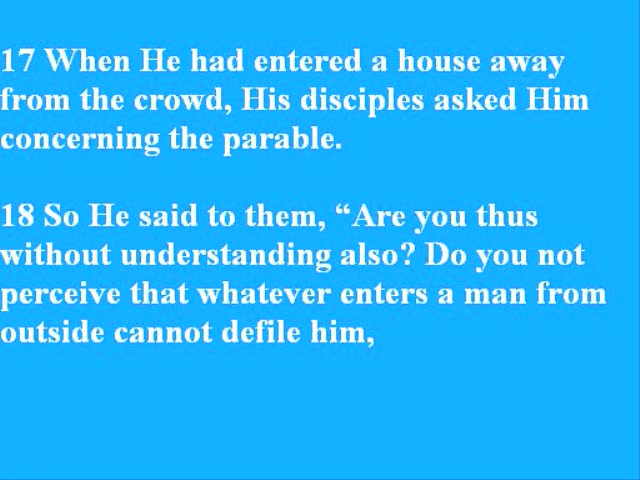 17 When He had entered a house away
from the crowd, His disciples asked Him
concerning the parable.
18 So He said to them, “Are you thus
without understanding also? Do you not
perceive that whatever enters a man from
outside cannot defile him,